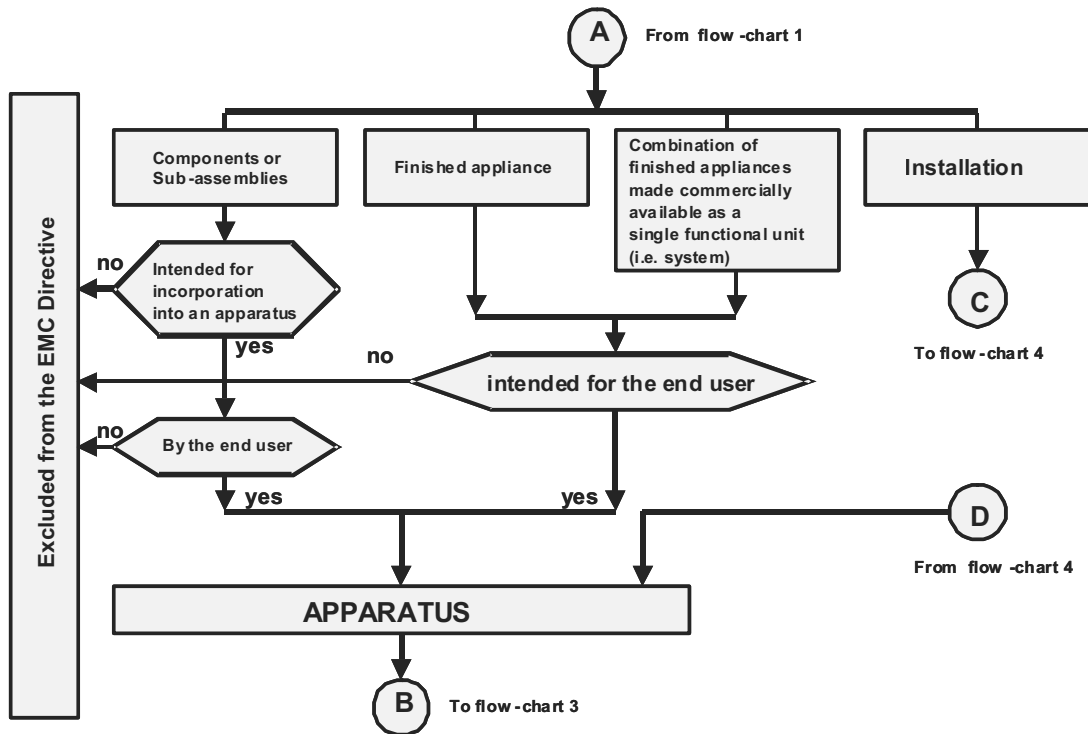 A
From flow-chart 1
Components or
Sub-assemblies
Finished appliance
Combination of
finished appliances
made commercially
available as a
single functional unit
(i.e. system)
Installation
no
Intended for
incorporation
into an apparatus
yes
C
To flow-chart 4
no
intended for the end user
no
By the end user
yes
yes
D
From flow-chart 4
Excluded from the EMC Directive
APPARATUS
B
To flow-chart 3